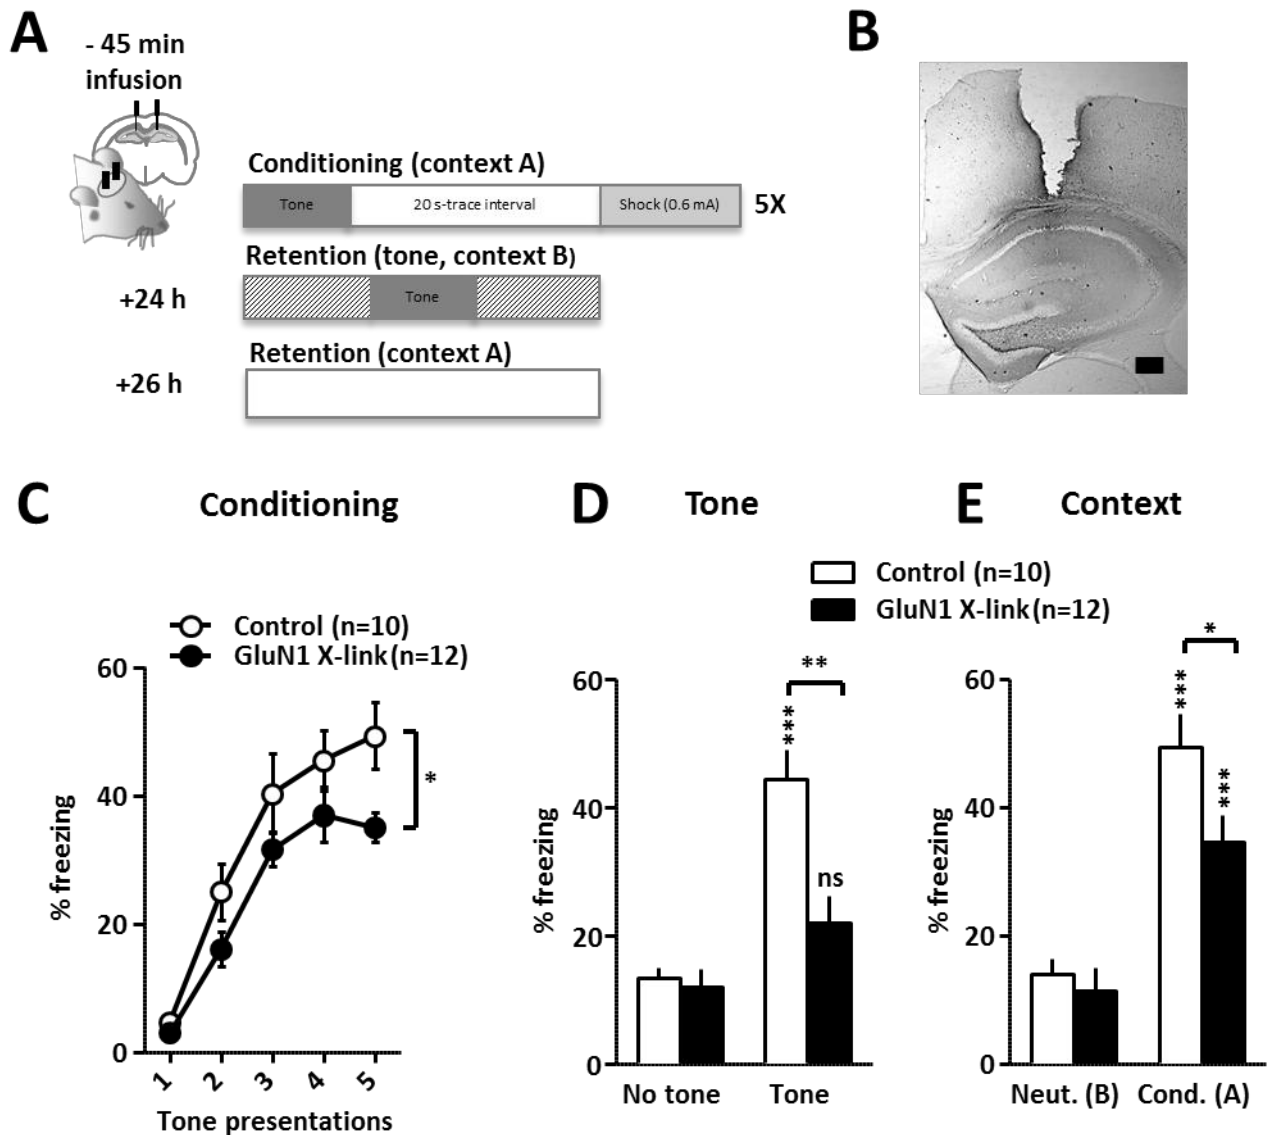 A
- 45 min
infusion
Conditioning (context A)
Tone
20 s-trace interval
Shock (0.6 mA)
5X
Retention (tone, context B)
+24 h
Tone
Retention (context A)
+26 h
B
C
Conditioning
Control (n=10)
GluN1 X-link (n=12)
% freezing
60
40
20
0
*
1
2
3
4
5
Tone presentations
D
Tone
Control (n=10)
GluN1 X-link (n=12)
% freezing
60
40
20
0
**
***
ns
No tone
Tone
E
Context
% freezing
60
40
20
0
*
***
***
Neut. (B)
Cond. (A)